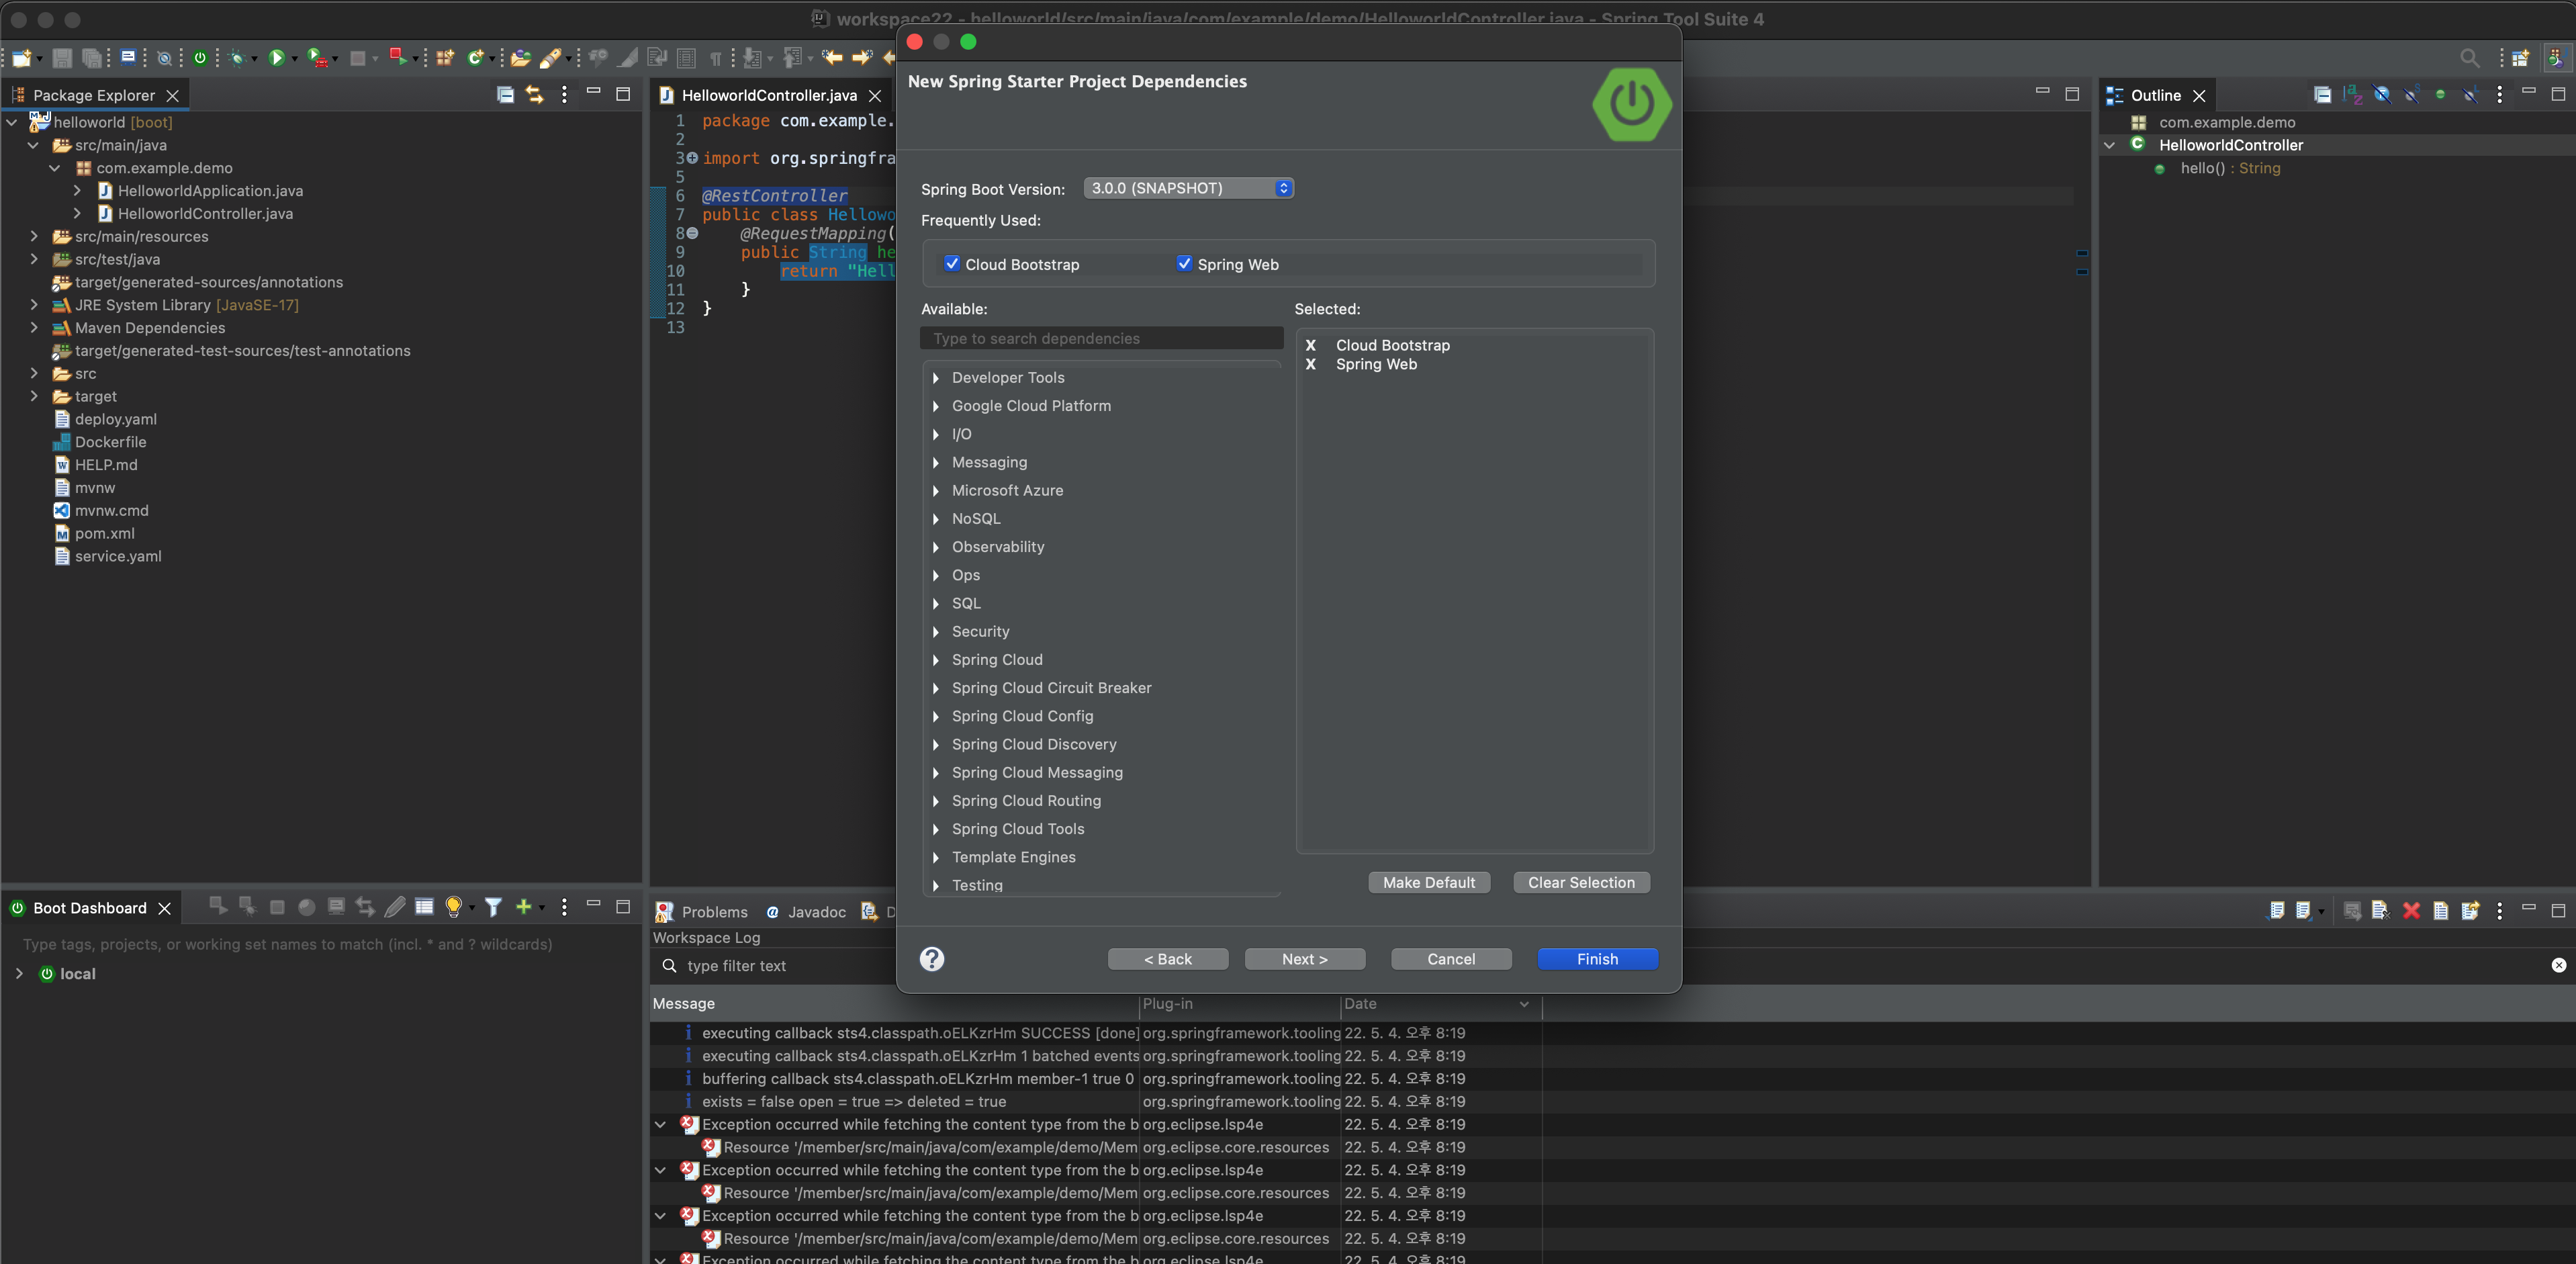 workspace22 - helloworld/src/main/java/com/example/demo/HelloworldController.java - Spring Tool Suite 4
Package Explorer
helloworld [boot]
src/main/java
com.example.demo
HelloworldApplication.java
HelloworldController.java
src/main/resources
src/test/java
target/generated-sources/annotations
JRE System Library [JavaSE-17]
Maven Dependencies
target/generated-test-sources/test-annotations
src
target
deploy.yaml
Dockerfile
HELP.md
mvnw
mvnw.cmd
pom.xml
service.yaml
HelloworldController.java
1 package com.example.
2
3 import org.springfra
5
6 @RestController
7 public class Hellowo
8 @RequestMapping(
9 public String he
10 return "Hell
11 }
12 }
13
New Spring Starter Project Dependencies
Spring Boot Version: 3.0.0 (SNAPSHOT)
Frequently Used:
Cloud Bootstrap Spring Web
Available:
Type to search dependencies
Developer Tools
Google Cloud Platform
I/O
Messaging
Microsoft Azure
NoSQL
Observability
Ops
SQL
Security
Spring Cloud
Spring Cloud Circuit Breaker
Spring Cloud Config
Spring Cloud Discovery
Spring Cloud Messaging
Spring Cloud Routing
Spring Cloud Tools
Template Engines
Testing
Selected:
X Cloud Bootstrap
X Spring Web
Make Default Clear Selection
< Back Next > Cancel Finish
Outline
com.example.demo
HelloworldController
hello() : String
Boot Dashboard
Type tags, projects, or working set names to match (incl. * and ? wildcards)
local
Problems @ Javadoc D
Workspace Log
type filter text
Message Plug-in Date
executing callback sts4.classpath.oELKzrHm SUCCESS [done] org.springframework.tooling 22. 5. 4. 오후 8:19
executing callback sts4.classpath.oELKzrHm 1 batched events org.springframework.tooling 22. 5. 4. 오후 8:19
buffering callback sts4.classpath.oELKzrHm member-1 true 0 org.springframework.tooling 22. 5. 4. 오후 8:19
exists = false open = true => deleted = true org.springframework.tooling 22. 5. 4. 오후 8:19
Exception occurred while fetching the content type from the b org.eclipse.lsp4e 22. 5. 4. 오후 8:19
Resource '/member/src/main/java/com/example/demo/Mem org.eclipse.core.resources 22. 5. 4. 오후 8:19
Exception occurred while fetching the content type from the b org.eclipse.lsp4e 22. 5. 4. 오후 8:19
Resource '/member/src/main/java/com/example/demo/Mem org.eclipse.core.resources 22. 5. 4. 오후 8:19
Exception occurred while fetching the content type from the b org.eclipse.lsp4e 22. 5. 4. 오후 8:19
Resource '/member/src/main/java/com/example/demo/Mem org.eclipse.core.resources 22. 5. 4. 오후 8:19
Exception occurred while fetching the content type from the b org.eclipse.lsp4e 22. 5. 4. 오후 8:19